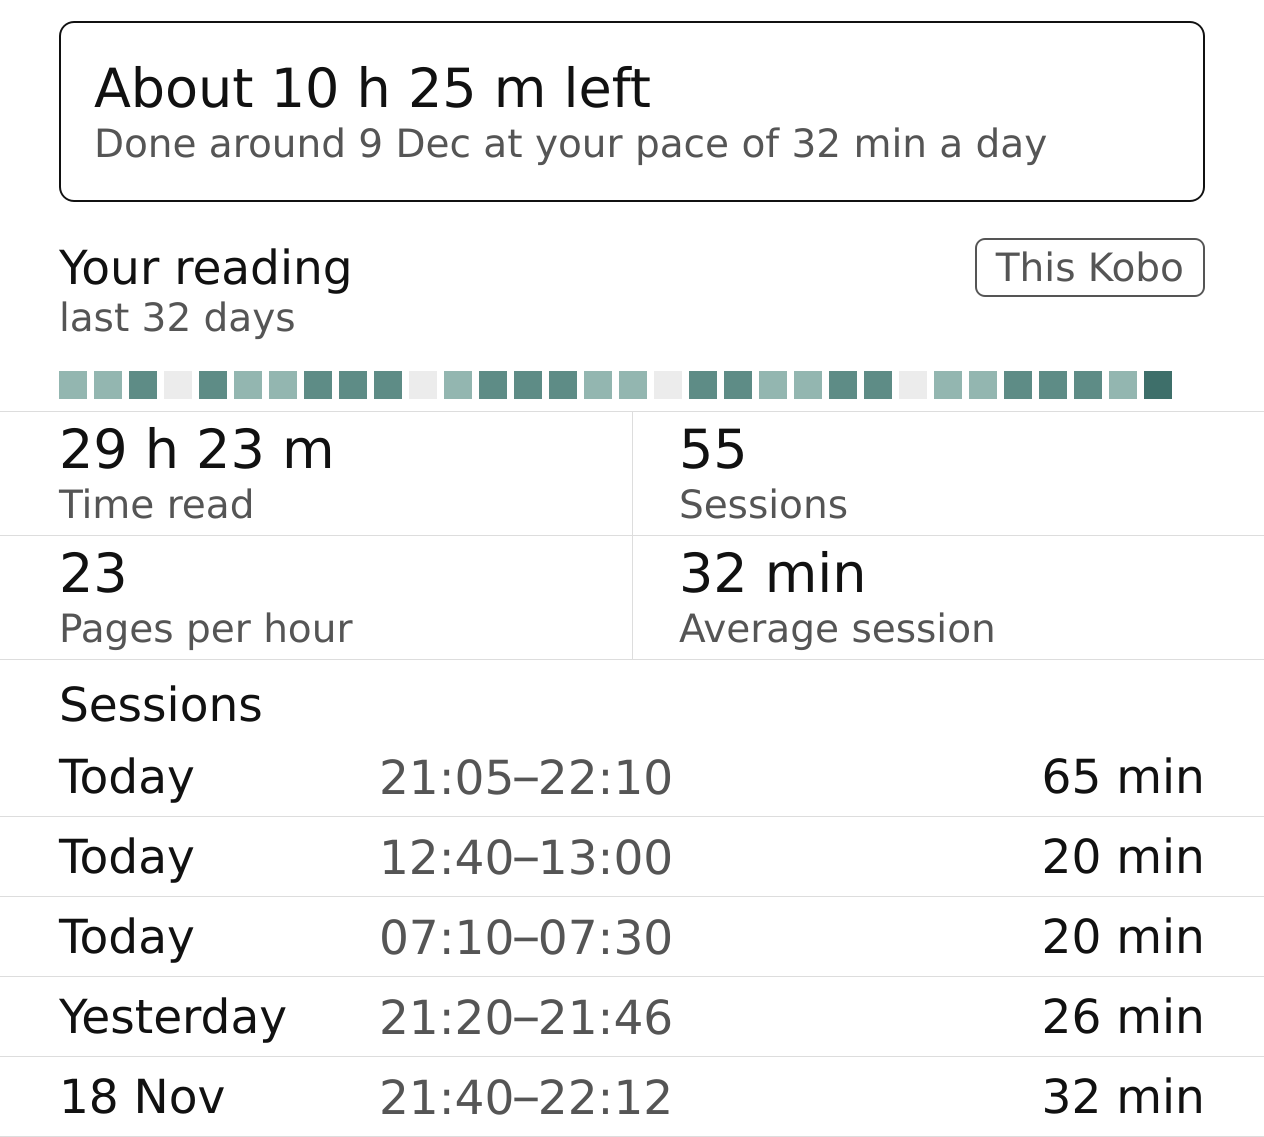 About 10 h 25 m left
Done around 9 Dec at your pace of 32 min a day
Your reading
This Kobo
last 32 days
29 h 23 m
55
Time read
Sessions
23
32 min
Pages per hour
Average session
Sessions
Today 21:05–22:10 65 min
Today 12:40–13:00 20 min
Today 07:10–07:30 20 min
Yesterday 21:20–21:46 26 min
18 Nov 21:40–22:12 32 min